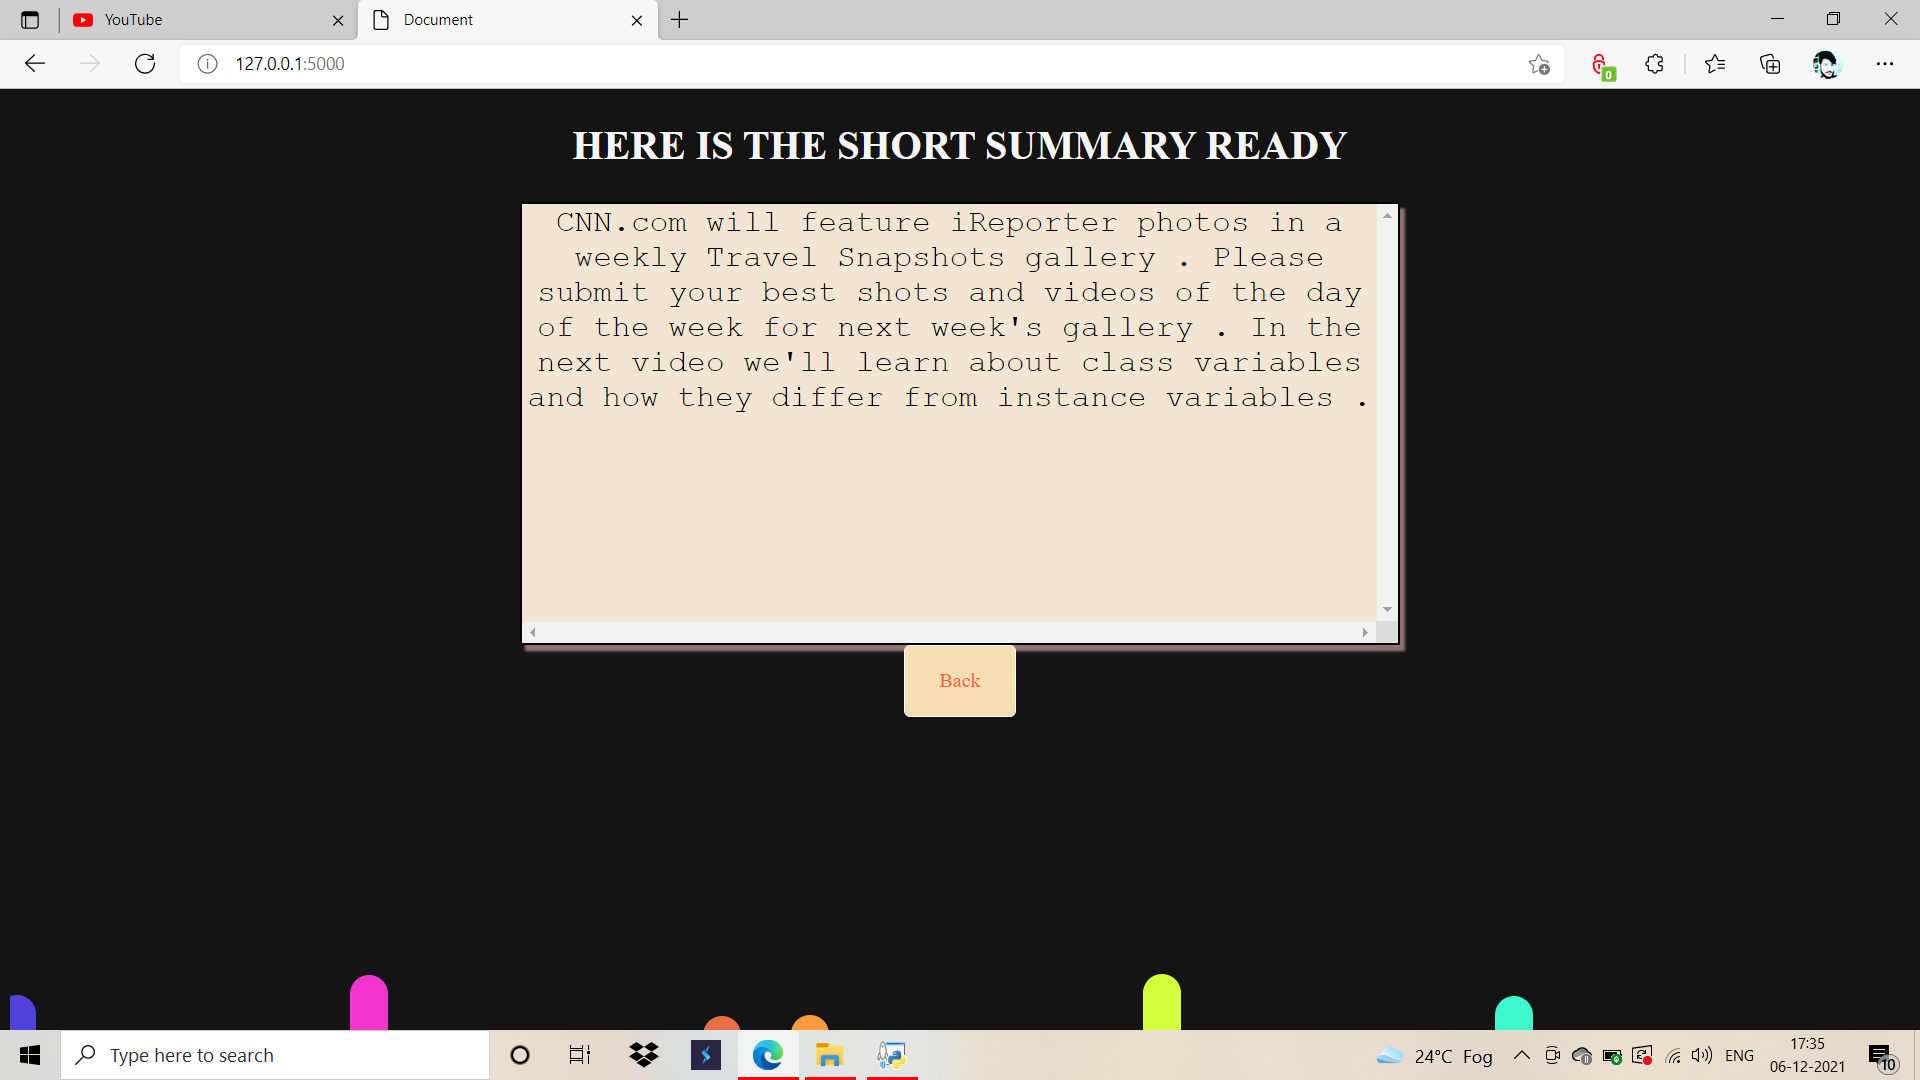 YouTube
Document
127.0.0.1:5000
0
HERE IS THE SHORT SUMMARY READY
CNN.com will feature iReporter photos in a
weekly Travel Snapshots gallery . Please
submit your best shots and videos of the day
of the week for next week's gallery . In the
next video we'll learn about class variables
and how they differ from instance variables .
Back
Type here to search
24°C Fog
ENG
17:35
06-12-2021
10